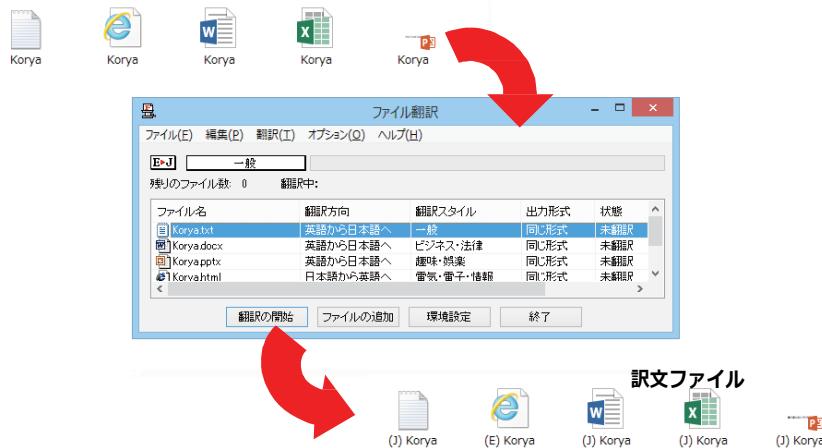 Korya Korya Korya Korya Korya
ファイル翻訳
ファイル(F) 編集(P) 翻訳(T) オプション(O) ヘルプ(H)
E▸J 一般
残りのファイル数: 0 翻訳中:
ファイル名 翻訳方向 翻訳スタイル 出力形式 状態
Korya.txt 英語から日本語へ 一般 同じ形式 未翻訳
Korya.docx 英語から日本語へ ビジネス・法律 同じ形式 未翻訳
Korya.pptx 英語から日本語へ 趣味・娯楽 同じ形式 未翻訳
Korya.html 日本語から英語へ 電気・電子・情報 同じ形式 未翻訳
翻訳の開始 ファイルの追加 環境設定 終了
訳文ファイル
(J) Korya (E) Korya (J) Korya (J) Korya (J) Korya